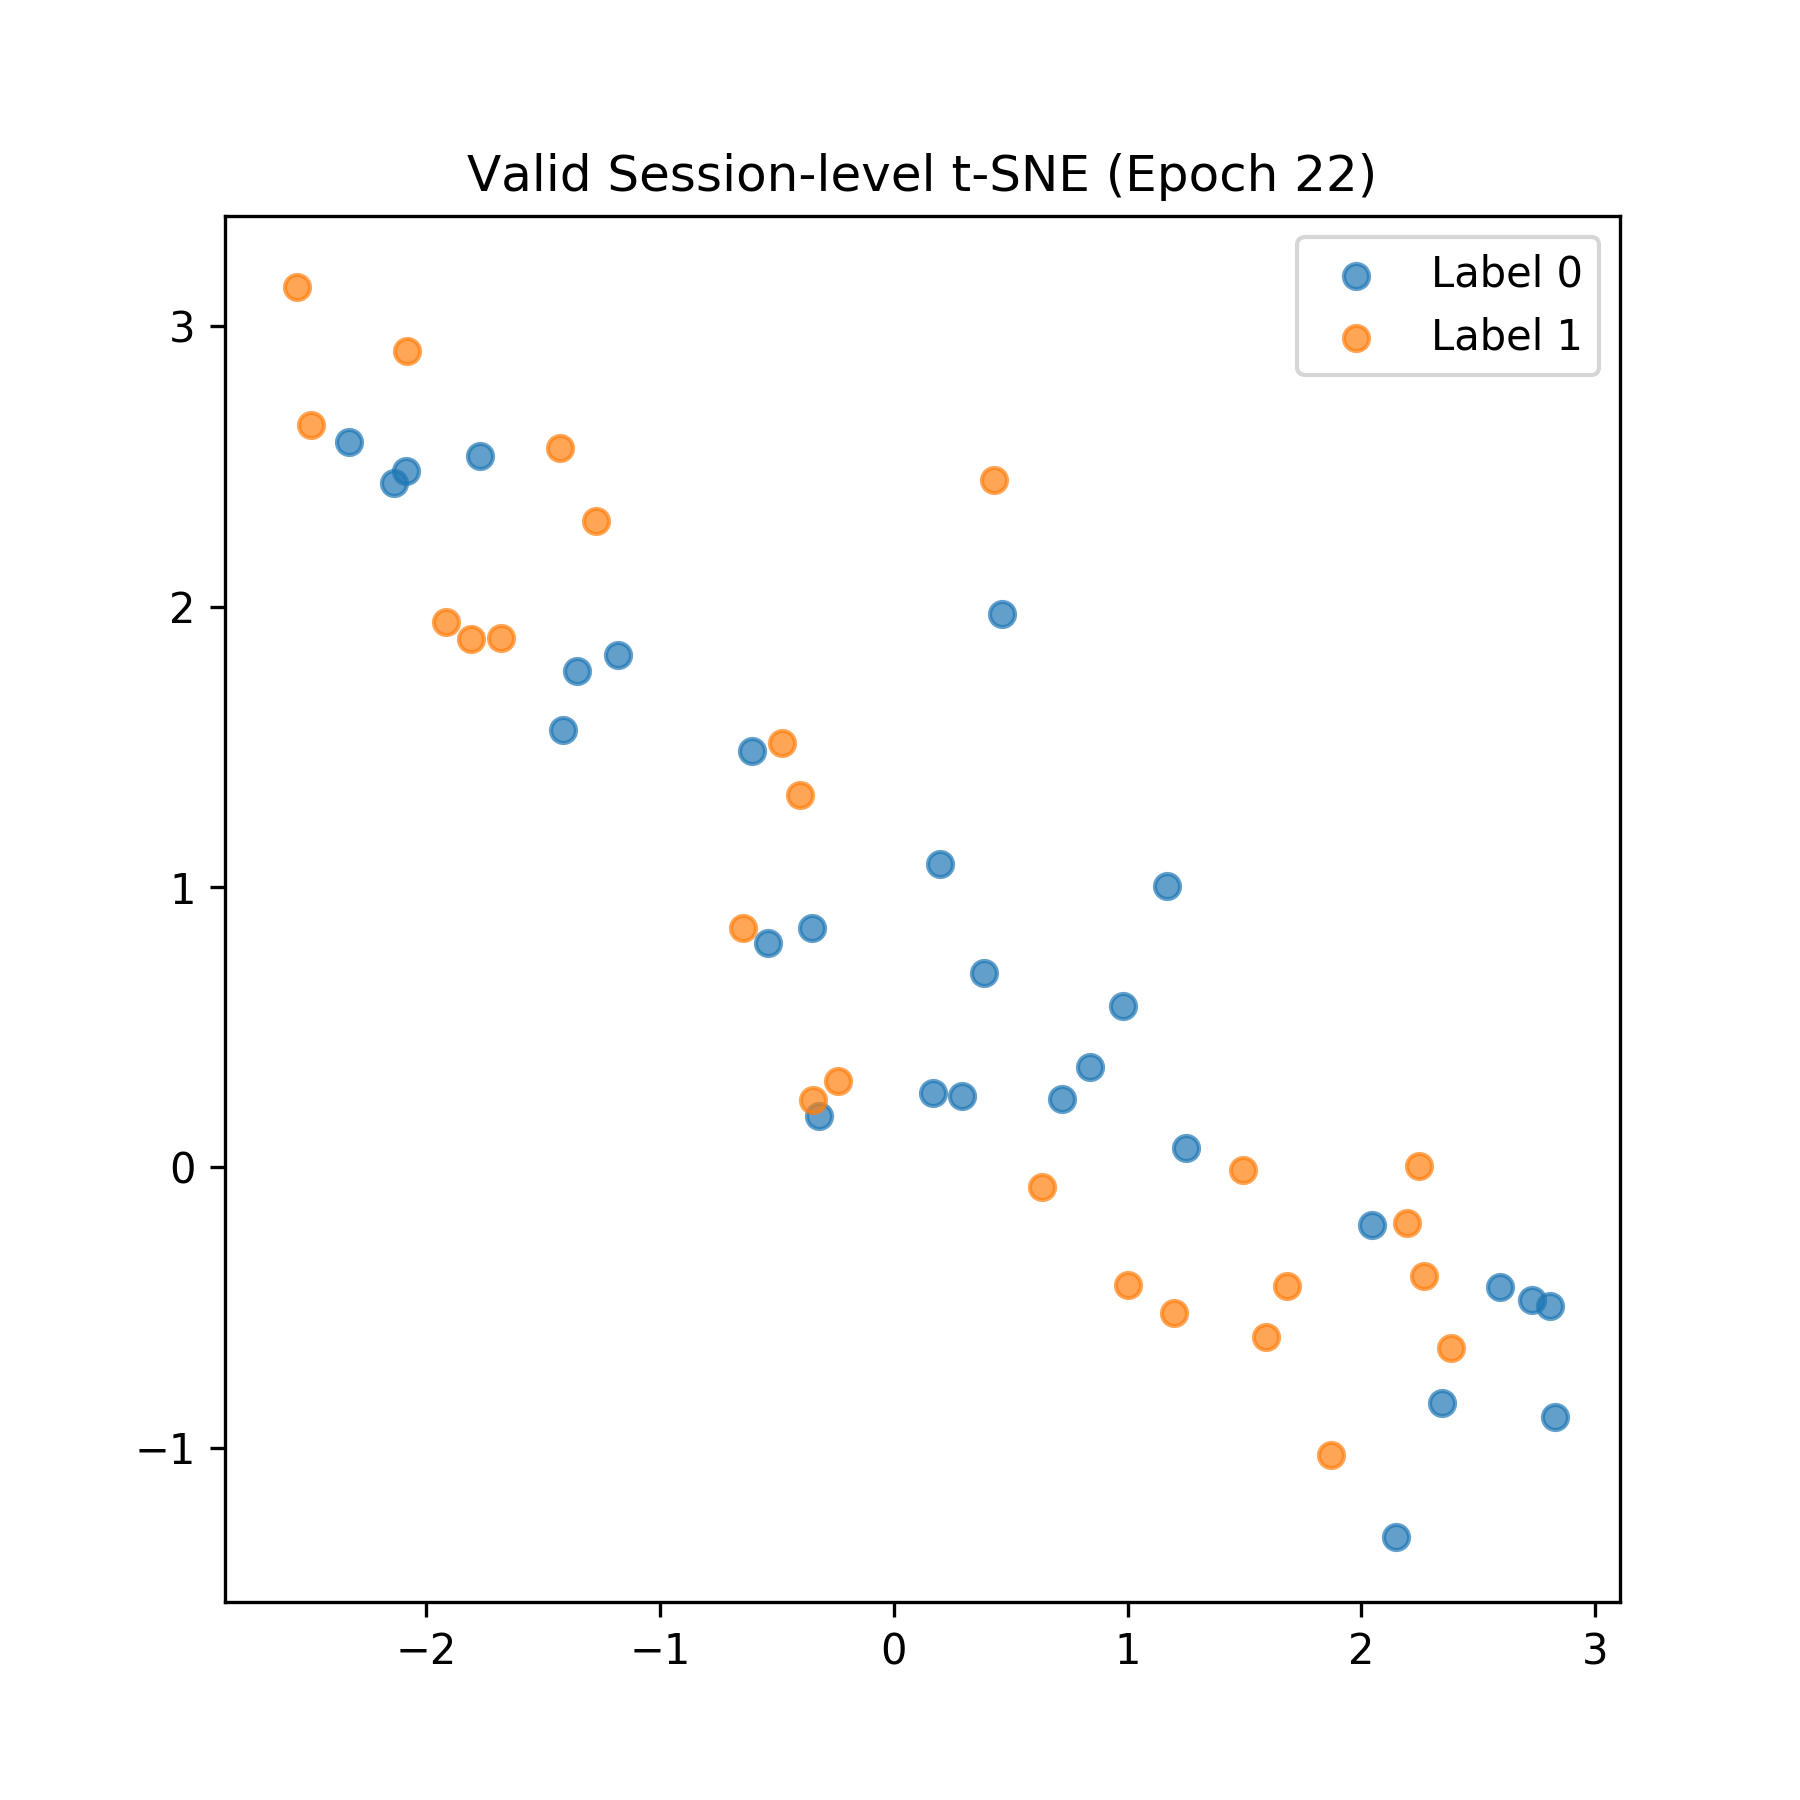 Valid Session-level t-SNE (Epoch 22)
Label 0
Label 1
3
2
1
0
−1
−2 −1 0 1 2 3